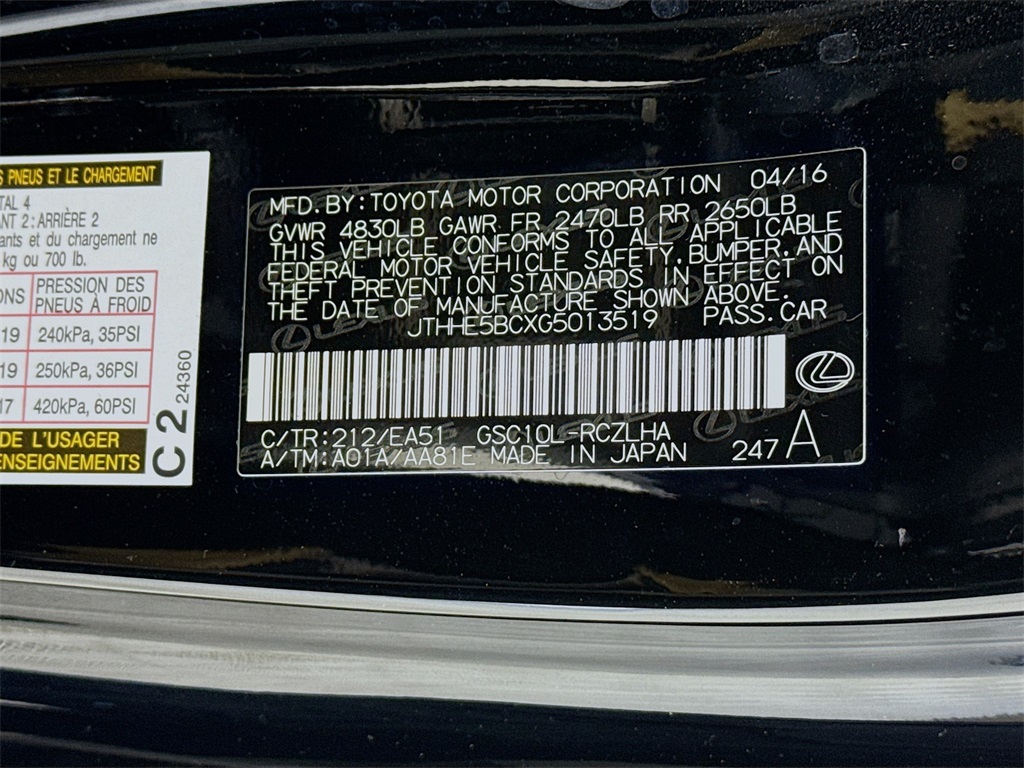 PNEUS ET LE CHARGEMENT
TAL 4
ANT 2 : ARRIÈRE 2
ants et du chargement ne
kg ou 700 lb.
ONS PRESSION DES PNEUS À FROID
19 240kPa, 35PSI
19 250kPa, 36PSI
17 420kPa, 60PSI
DE L'USAGER
ENSEIGNEMENTS
C 2 24360
MFD. BY: TOYOTA MOTOR CORPORATION 04/16
GVWR 4830LB GAWR FR 2470LB RR 2650LB
THIS VEHICLE CONFORMS TO ALL APPLICABLE
FEDERAL MOTOR VEHICLE SAFETY, BUMPER, AND
THEFT PREVENTION STANDARDS IN EFFECT ON
THE DATE OF MANUFACTURE SHOWN ABOVE.
JTHHE5BCXG5013519 PASS. CAR
C/TR: 212/EA51 GSC10L-RCZLHA
A/TM: A01A/AA81E MADE IN JAPAN 247 A